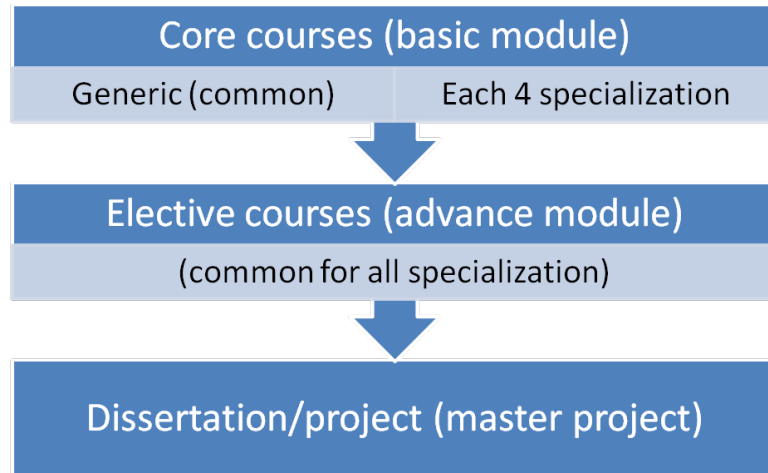 Core courses (basic module)
Generic (common)
Each 4 specialization
Elective courses (advance module)
(common for all specialization)
Dissertation/project (master project)